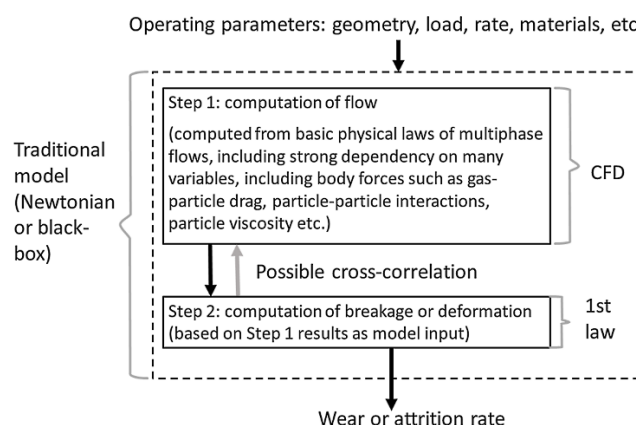 Operating parameters: geometry, load, rate, materials, etc
Step 1: computation of flow
(computed from basic physical laws of multiphase
flows, including strong dependency on many
variables, including body forces such as gas-
particle drag, particle-particle interactions,
particle viscosity etc.)
Traditional
model
(Newtonian
or black-
box)
CFD
Possible cross-correlation
Step 2: computation of breakage or deformation
(based on Step 1 results as model input)
1st
law
Wear or attrition rate